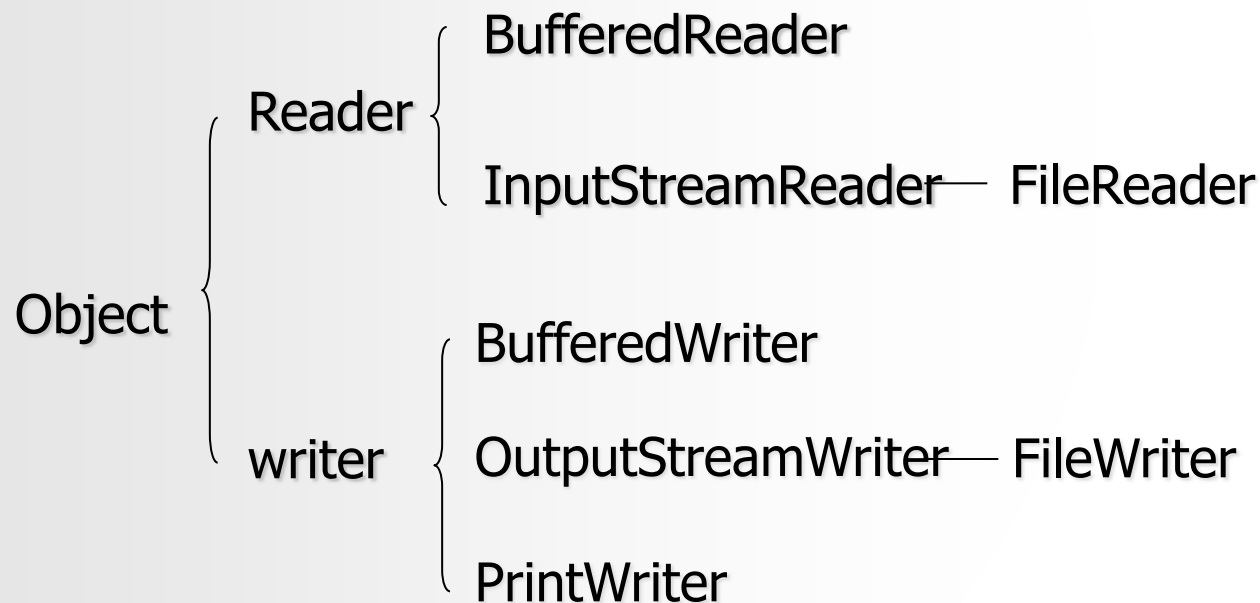 BufferedReader
Reader
InputStreamReader FileReader
Object
BufferedWriter
writer OutputStreamWriter FileWriter
PrintWriter